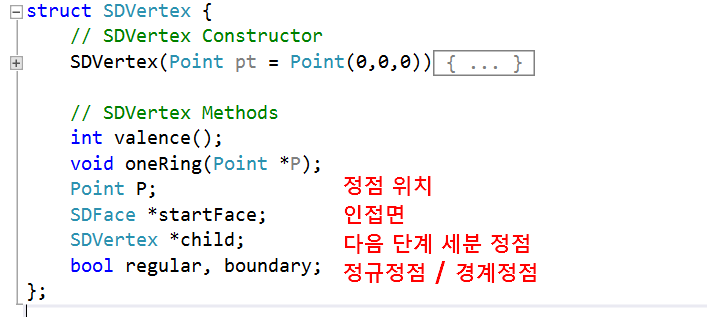 struct SDVertex {
// SDVertex Constructor
SDVertex(Point pt = Point(0,0,0)){ ... }
// SDVertex Methods
int valence();
void oneRing(Point *P);
Point P; 정점 위치
SDFace *startFace; 인접면
SDVertex *child; 다음 단계 세분 정점
bool regular, boundary; 정규정점 / 경계정점
};